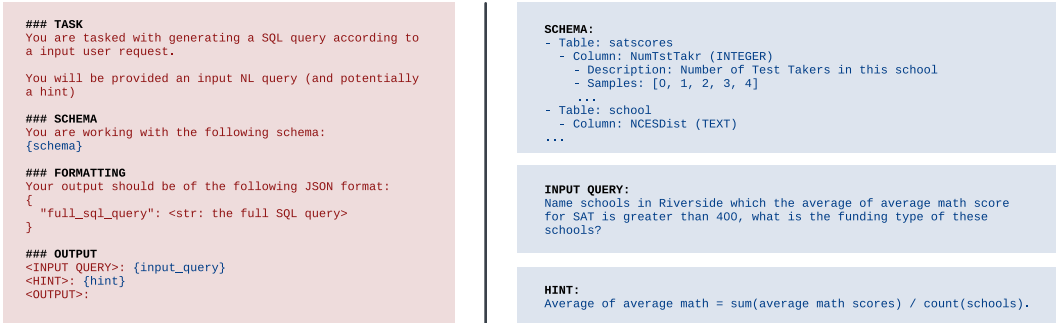 ### TASK
You are tasked with generating a SQL query according to
a input user request.
You will be provided an input NL query (and potentially
a hint)
### SCHEMA
You are working with the following schema:
{schema}
### FORMATTING
Your output should be of the following JSON format:
{
"full_sql_query": <str: the full SQL query>
}
### OUTPUT
<INPUT QUERY>: {input_query}
<HINT>: {hint}
<OUTPUT>:
SCHEMA:
- Table: satscores
- Column: NumTstTakr (INTEGER)
- Description: Number of Test Takers in this school
- Samples: [0, 1, 2, 3, 4]
...
- Table: school
- Column: NCESDist (TEXT)
...
INPUT QUERY:
Name schools in Riverside which the average of average math score
for SAT is greater than 400, what is the funding type of these
schools?
HINT:
Average of average math = sum(average math scores) / count(schools).